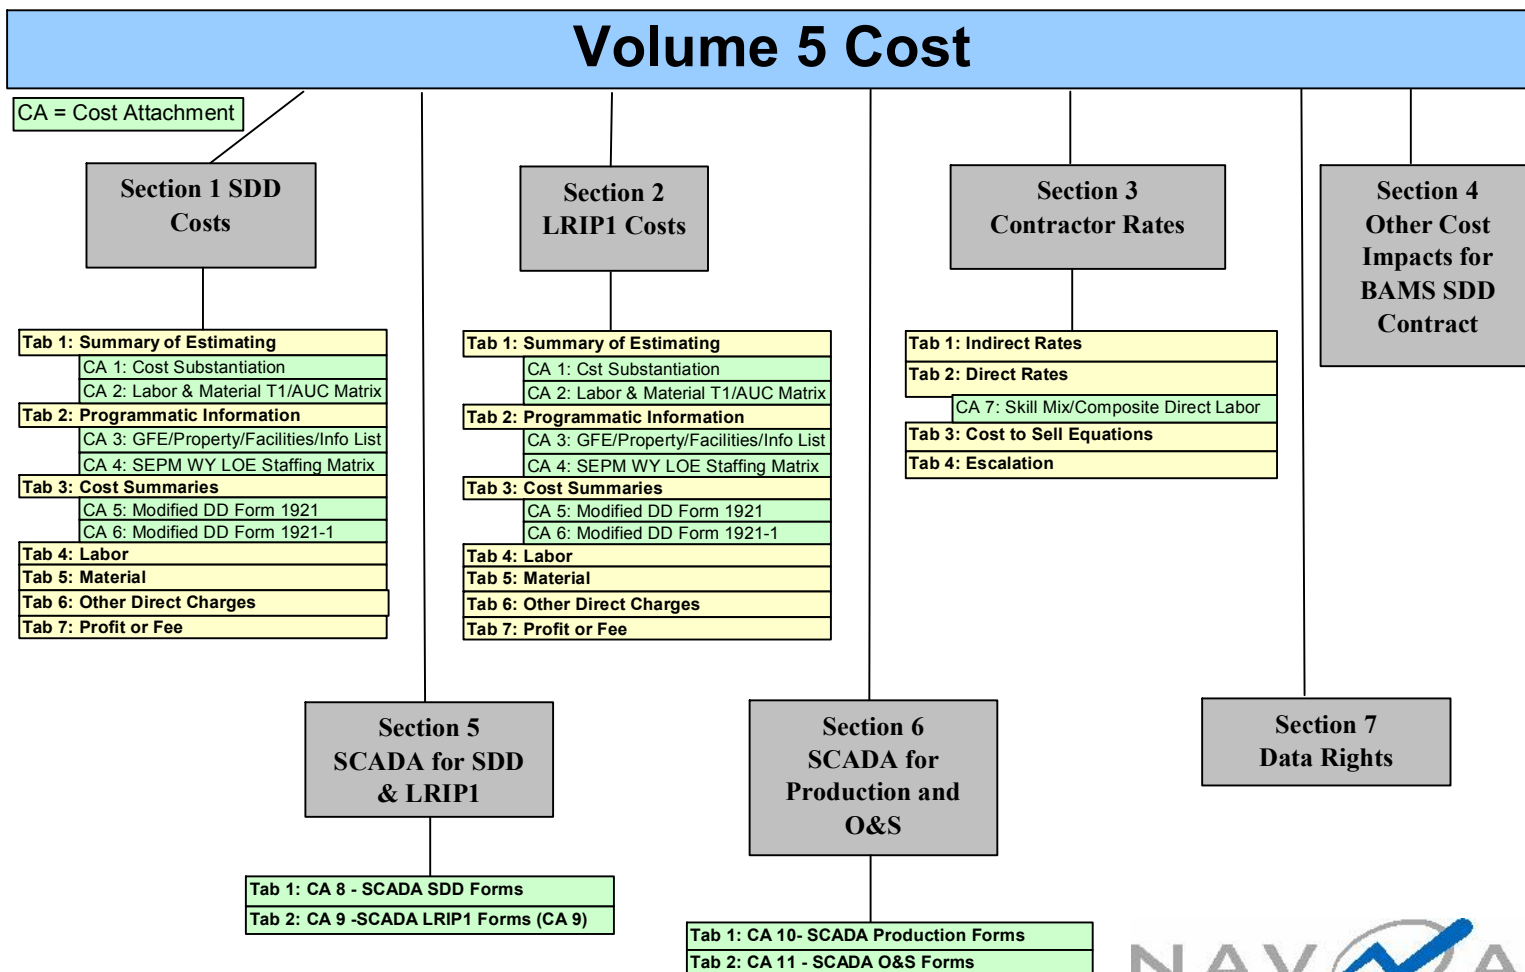 Volume 5 Cost
CA = Cost Attachment
Section 1 SDD
Costs
Tab 1: Summary of Estimating
CA 1: Cost Substantiation
CA 2: Labor & Material T1/AUC Matrix
Tab 2: Programmatic Information
CA 3: GFE/Property/Facilities/Info List
CA 4: SEPM WY LOE Staffing Matrix
Tab 3: Cost Summaries
CA 5: Modified DD Form 1921
CA 6: Modified DD Form 1921-1
Tab 4: Labor
Tab 5: Material
Tab 6: Other Direct Charges
Tab 7: Profit or Fee
Section 2
LRIP1 Costs
Tab 1: Summary of Estimating
CA 1: Cst Substantiation
CA 2: Labor & Material T1/AUC Matrix
Tab 2: Programmatic Information
CA 3: GFE/Property/Facilities/Info List
CA 4: SEPM WY LOE Staffing Matrix
Tab 3: Cost Summaries
CA 5: Modified DD Form 1921
CA 6: Modified DD Form 1921-1
Tab 4: Labor
Tab 5: Material
Tab 6: Other Direct Charges
Tab 7: Profit or Fee
Section 3
Contractor Rates
Tab 1: Indirect Rates
Tab 2: Direct Rates
CA 7: Skill Mix/Composite Direct Labor
Tab 3: Cost to Sell Equations
Tab 4: Escalation
Section 4
Other Cost
Impacts for
BAMS SDD
Contract
Section 5
SCADA for SDD
& LRIP1
Tab 1: CA 8 - SCADA SDD Forms
Tab 2: CA 9 -SCADA LRIP1 Forms (CA 9)
Section 6
SCADA for
Production and
O&S
Tab 1: CA 10- SCADA Production Forms
Tab 2: CA 11 - SCADA O&S Forms
Section 7
Data Rights